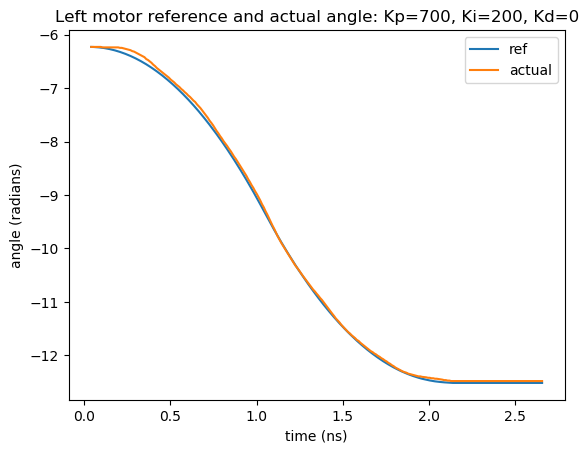 Left motor reference and actual angle: Kp=700, Ki=200, Kd=0
ref
actual
angle (radians)
−6
−7
−8
−9
−10
−11
−12
0.0 0.5 1.0 1.5 2.0 2.5
time (ns)